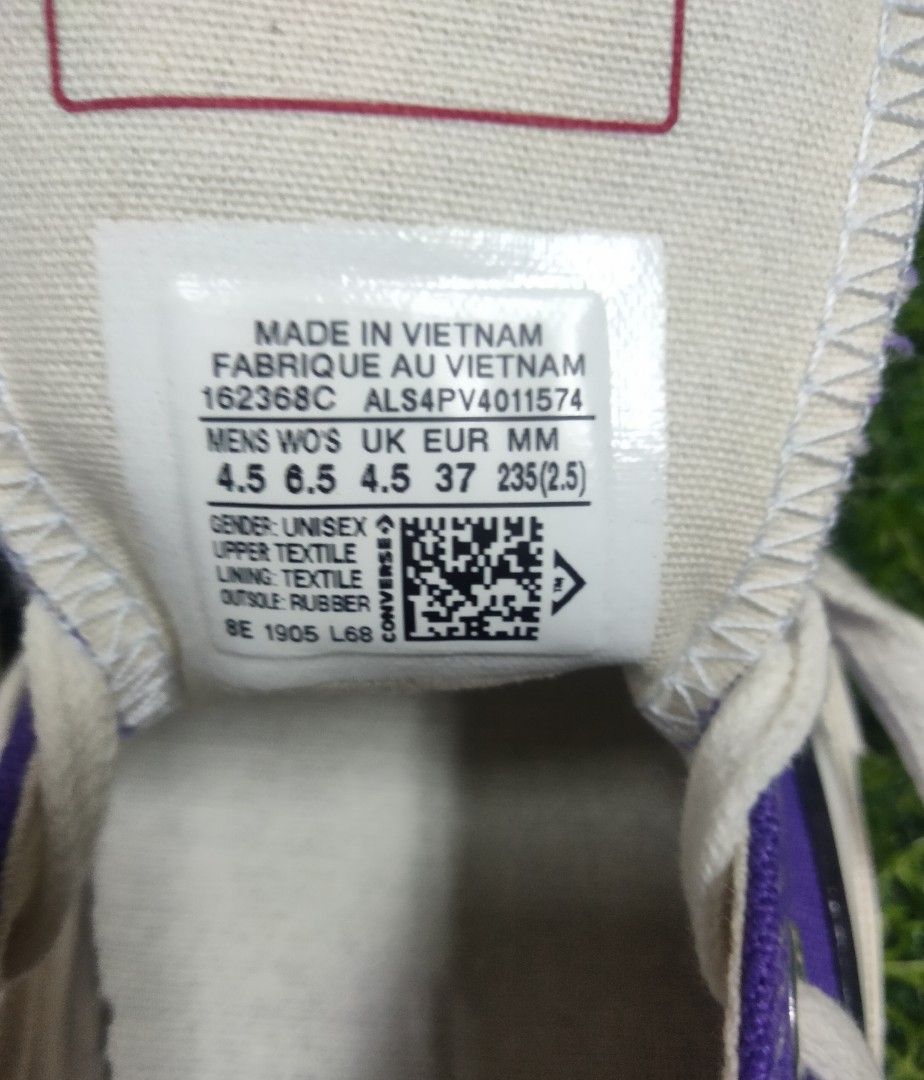 MADE IN VIETNAM
FABRIQUE AU VIETNAM
162368C ALS4PV4011574
MENS WO'S UK EUR MM
4.5 6.5 4.5 37 235(2.5)
GENDER: UNISEX
UPPER TEXTILE
LINING: TEXTILE
OUTSOLE: RUBBER
8E 1905 L68
CONVERSE
TM